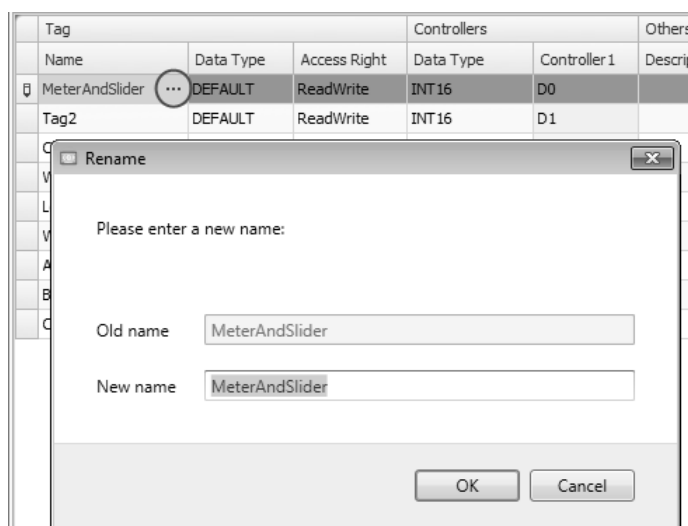 Tag Controllers Others
Name Data Type Access Right Data Type Controller1 Descrip
MeterAndSlider ... DEFAULT ReadWrite INT16 D0
Tag2 DEFAULT ReadWrite INT16 D1
C
W
L
W
A
B
C
Rename
Please enter a new name:
Old name MeterAndSlider
New name MeterAndSlider
OK Cancel